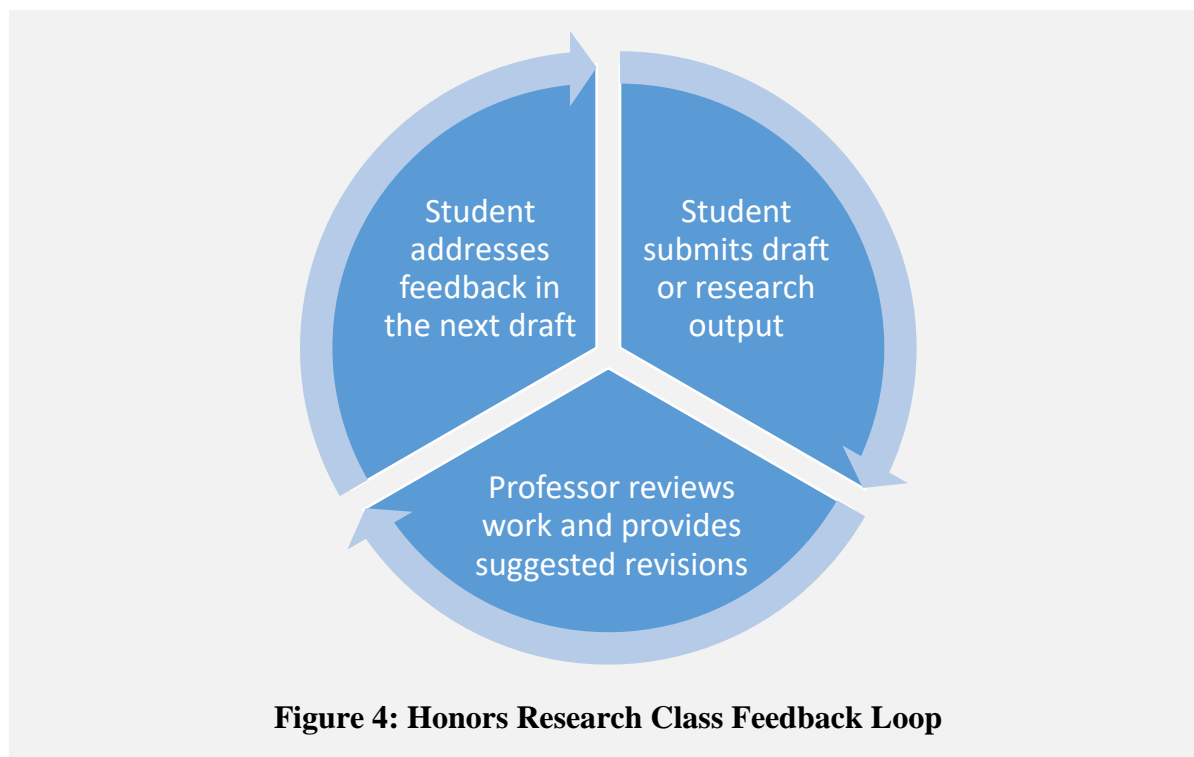 Student
addresses
feedback in
the next draft
Student
submits draft
or research
output
Professor reviews
work and provides
suggested revisions
Figure 4: Honors Research Class Feedback Loop